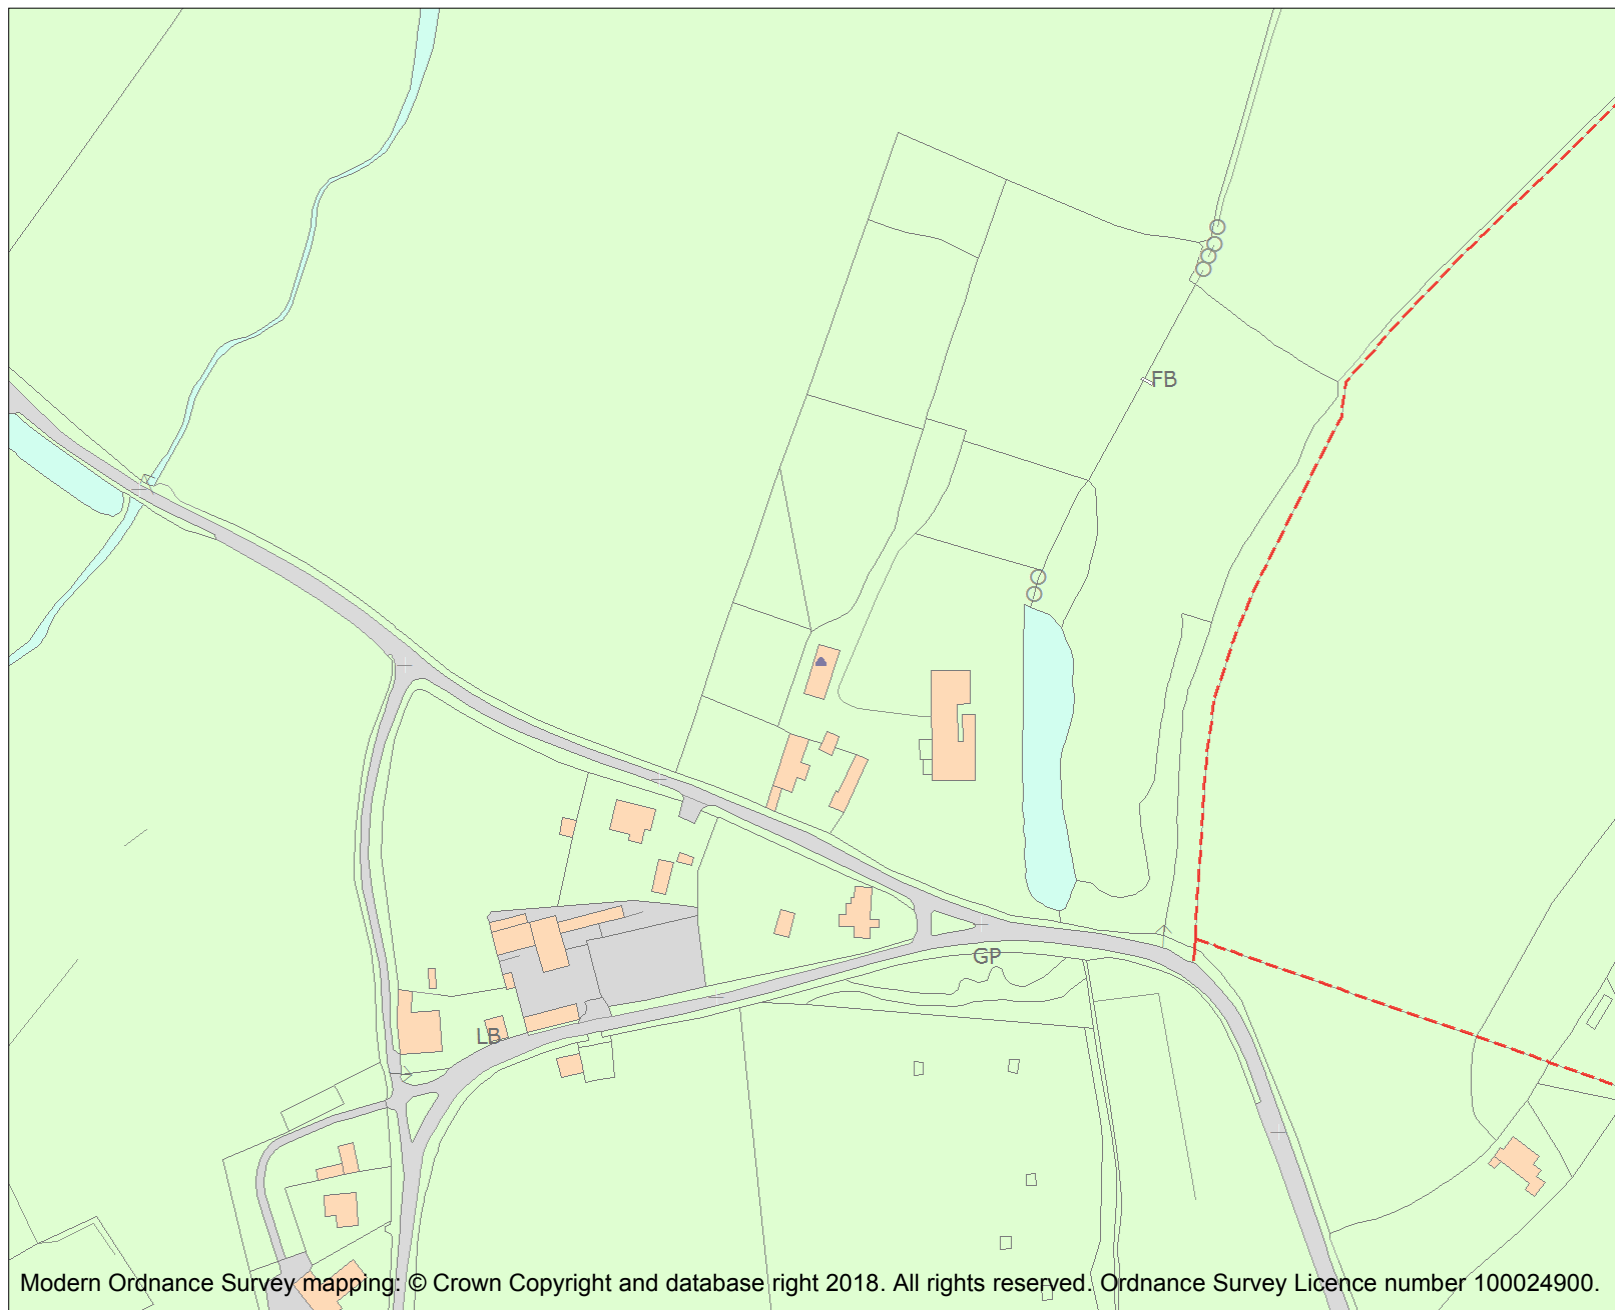 FB
GP
LB
Modern Ordnance Survey mapping: © Crown Copyright and database right 2018. All rights reserved. Ordnance Survey Licence number 100024900.